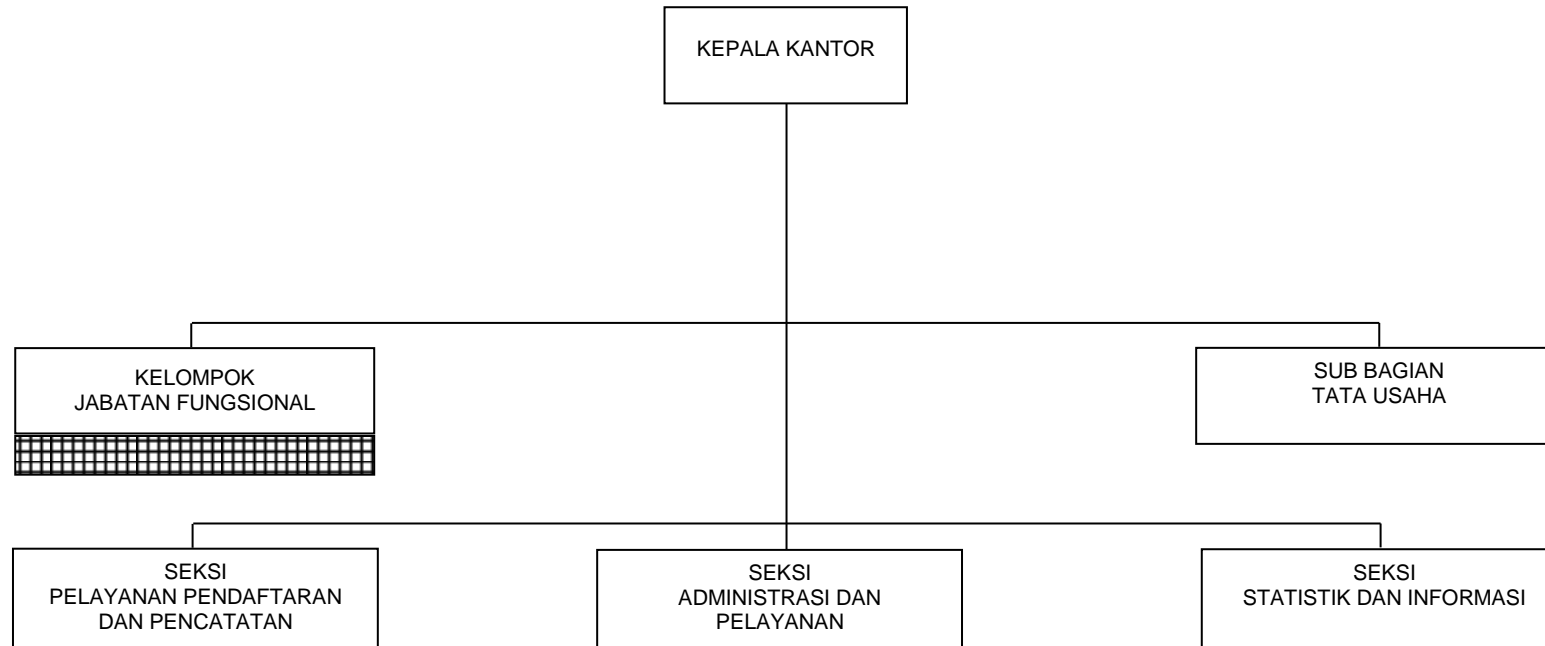 KEPALA KANTOR
KELOMPOK
JABATAN FUNGSIONAL
SUB BAGIAN
TATA USAHA
SEKSI
PELAYANAN PENDAFTARAN
DAN PENCATATAN
SEKSI
ADMINISTRASI DAN
PELAYANAN
SEKSI
STATISTIK DAN INFORMASI